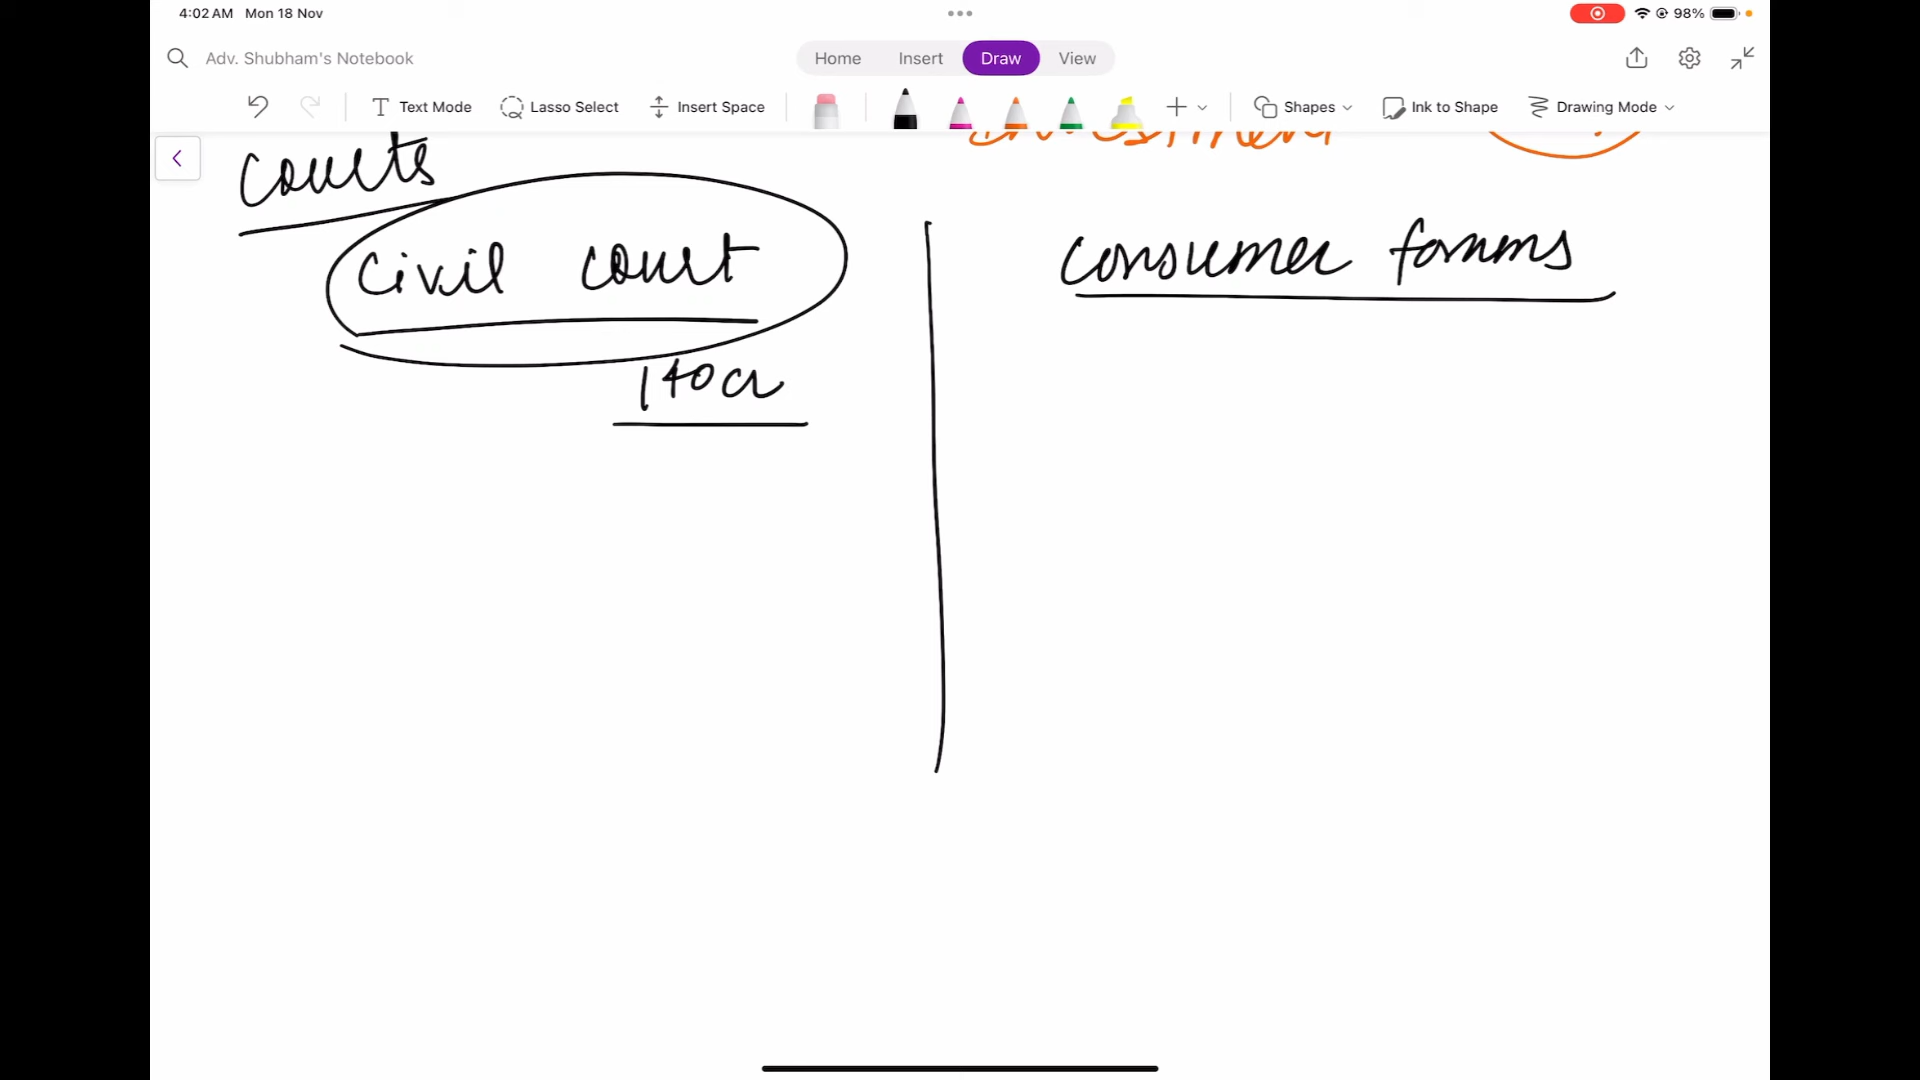 4:02 AM Mon 18 Nov
98%
Adv. Shubham's Notebook
Home Insert Draw View
Text Mode Lasso Select Insert Space Shapes Ink to Shape Drawing Mode
Courts
Civil court
consumer forums
140cr